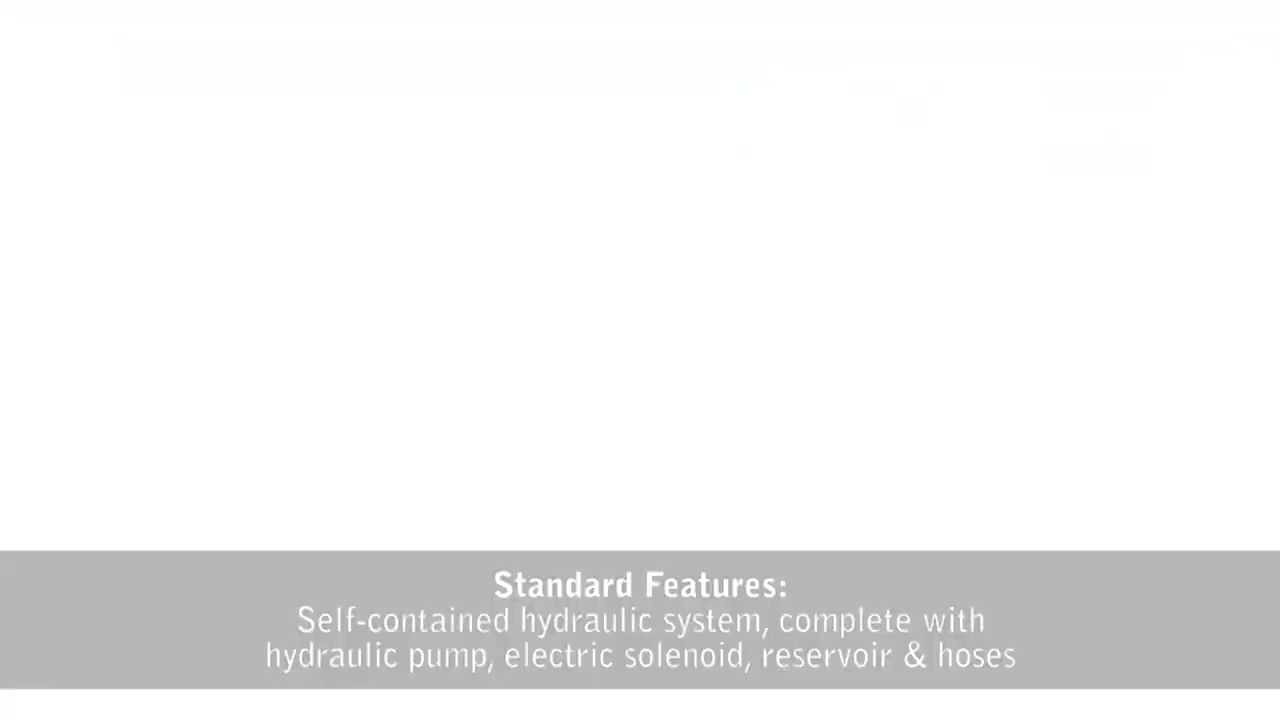 Standard Features:
Self-contained hydraulic system, complete with
hydraulic pump, electric solenoid, reservoir & hoses